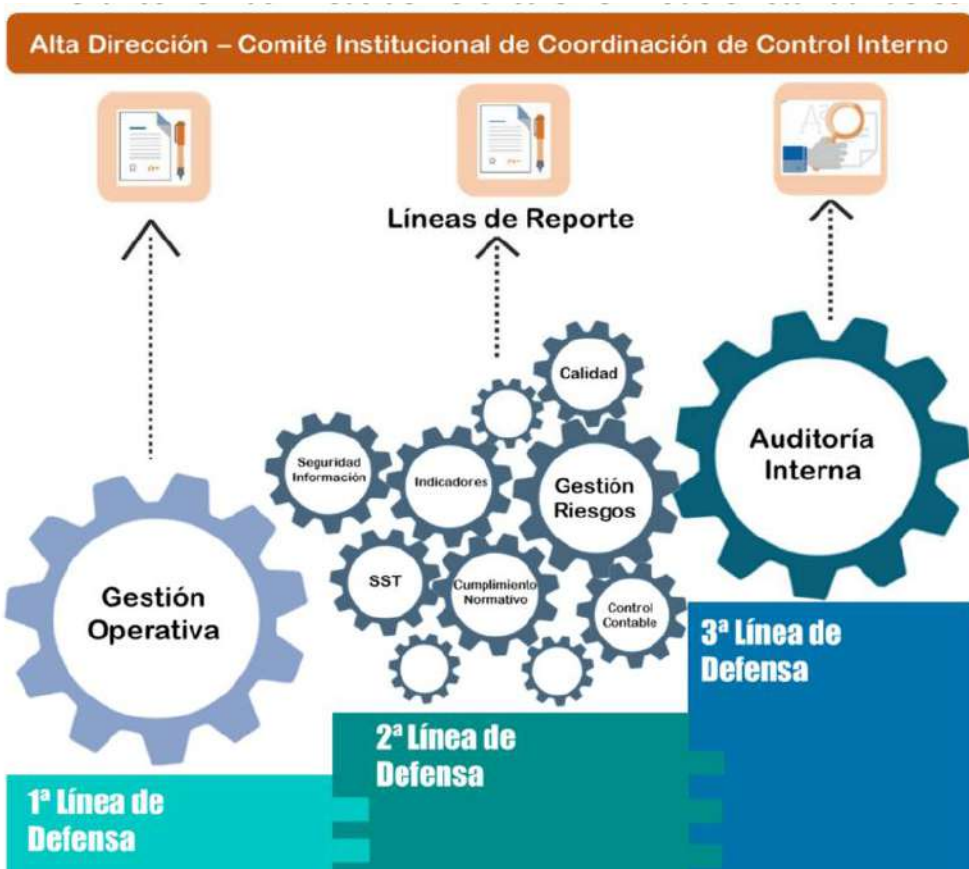 Alta Dirección – Comité Institucional de Coordinación de Control Interno
Líneas de Reporte
Calidad
Seguridad
Información
Indicadores
Gestión
Riesgos
Auditoría
Interna
SST
Cumplimiento
Normativo
Control
Contable
Gestión
Operativa
1ª Línea de
Defensa
2ª Línea de
Defensa
3ª Línea de
Defensa